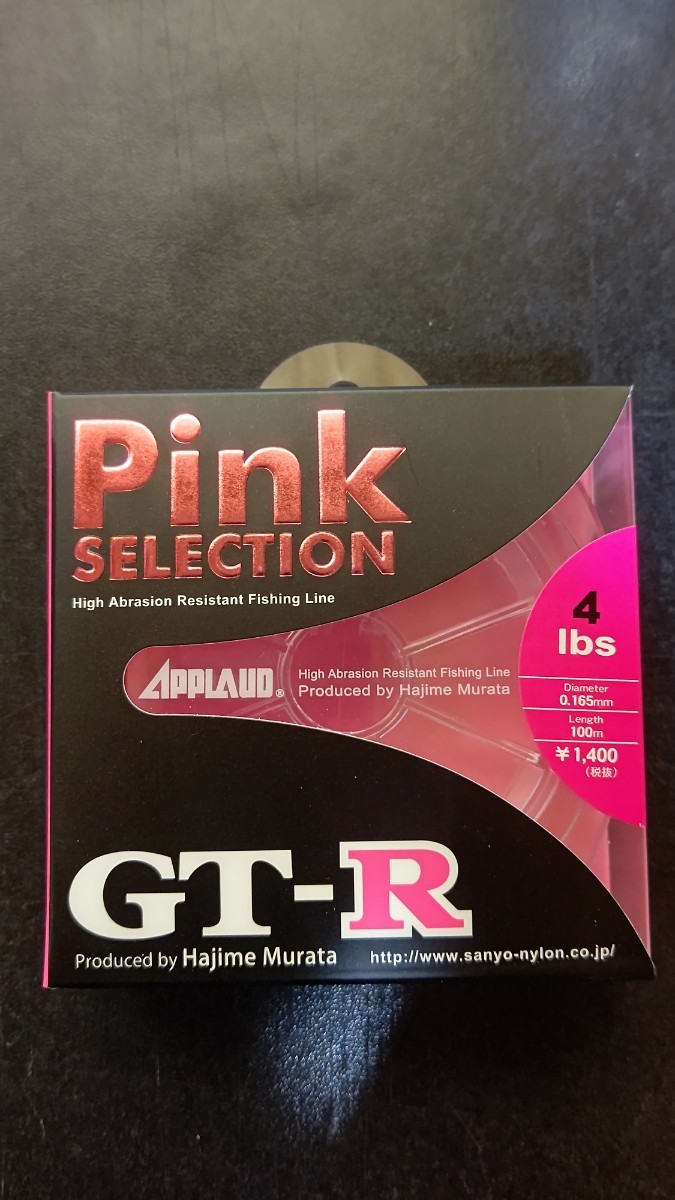 Pink
SELECTION
High Abrasion Resistant Fishing Line
APPLAUD®
High Abrasion Resistant Fishing Line
Produced by Hajime Murata
4
lbs
Diameter
0.165mm
Length
100m
¥1,400
(税抜)
GT-R
Produced by Hajime Murata
http://www.sanyo-nylon.co.jp/